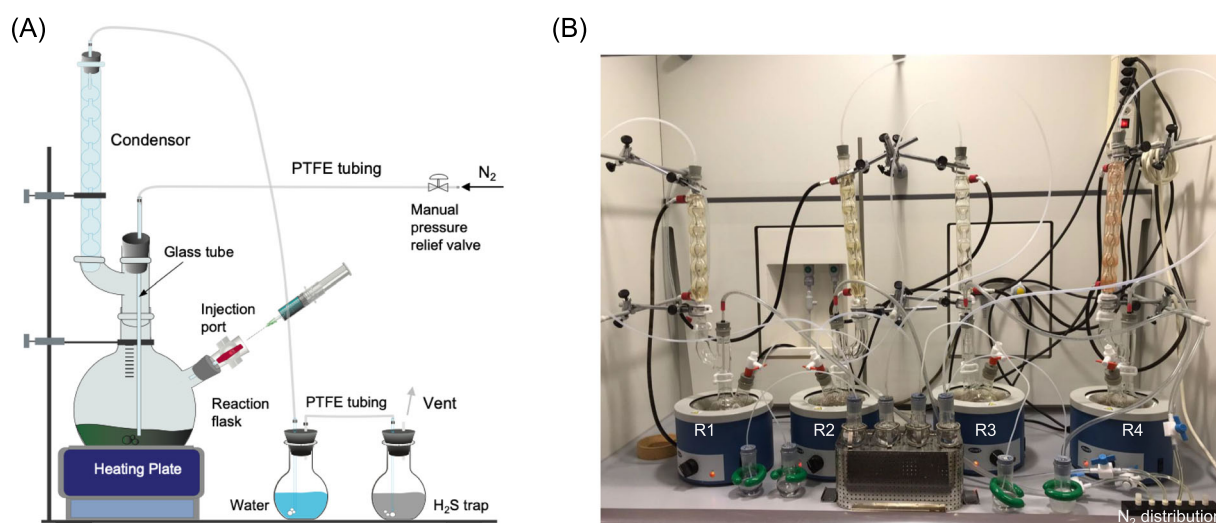 (A)
Condensor
PTFE tubing
N2
Manual
pressure
relief valve
Glass tube
Injection
port
Reaction
flask
PTFE tubing
Vent
Heating Plate
Water
H2S trap
(B)
R1
R2
R3
R4
N2 distribution